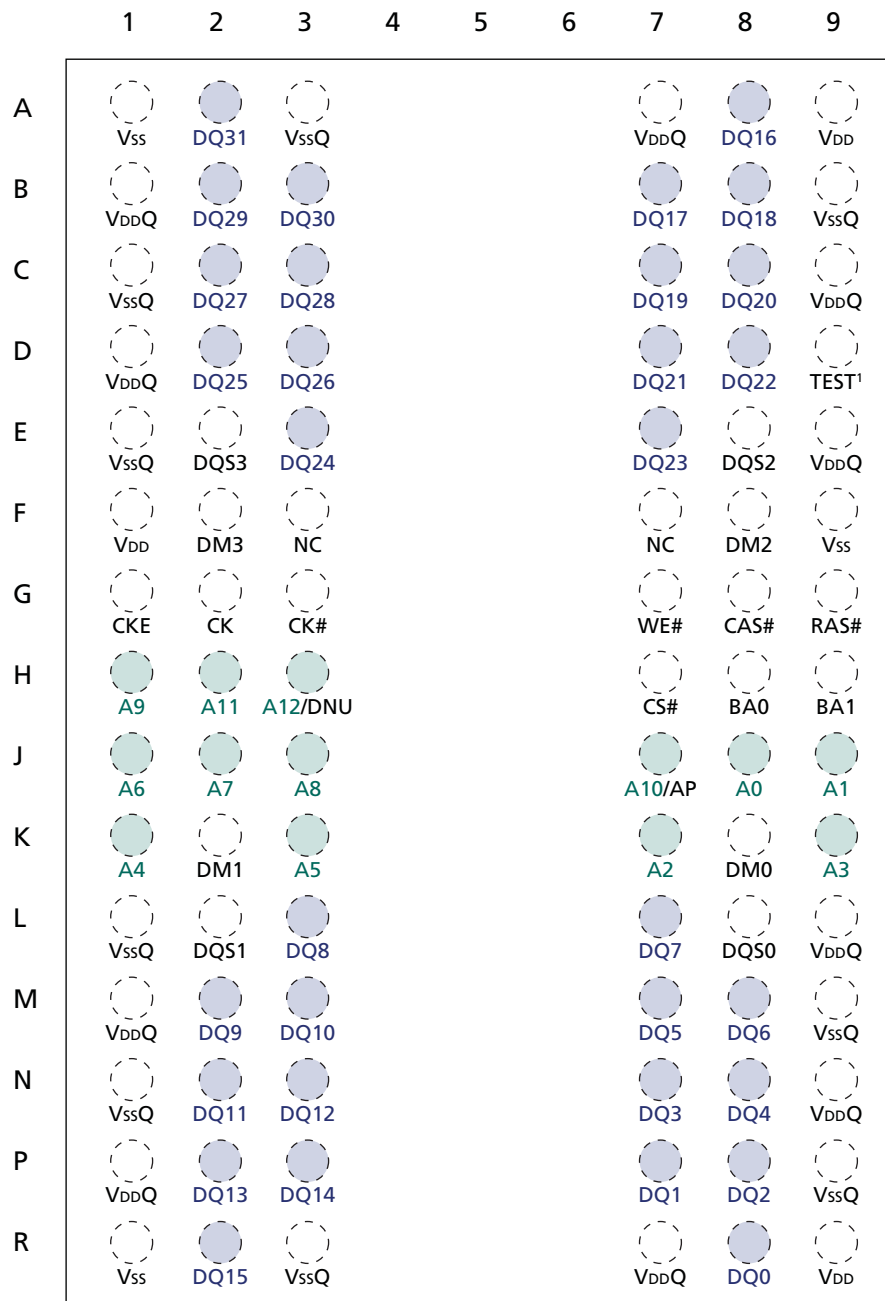 1 2 3 4 5 6 7 8 9
A
Vss DQ31 VssQ VDDQ DQ16 VDD
B
VDDQ DQ29 DQ30 DQ17 DQ18 VssQ
C
VssQ DQ27 DQ28 DQ19 DQ20 VDDQ
D
VDDQ DQ25 DQ26 DQ21 DQ22 TEST¹
E
VssQ DQS3 DQ24 DQ23 DQS2 VDDQ
F
VDD DM3 NC NC DM2 Vss
G
CKE CK CK# WE# CAS# RAS#
H
A9 A11 A12/DNU CS# BA0 BA1
J
A6 A7 A8 A10/AP A0 A1
K
A4 DM1 A5 A2 DM0 A3
L
VssQ DQS1 DQ8 DQ7 DQS0 VDDQ
M
VDDQ DQ9 DQ10 DQ5 DQ6 VssQ
N
VssQ DQ11 DQ12 DQ3 DQ4 VDDQ
P
VDDQ DQ13 DQ14 DQ1 DQ2 VssQ
R
Vss DQ15 VssQ VDDQ DQ0 VDD